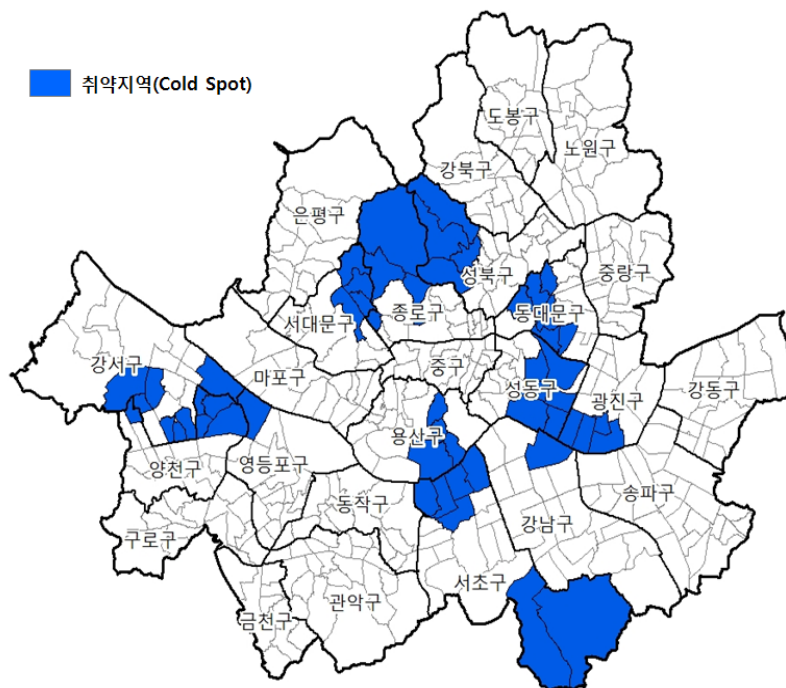 취약지역(Cold Spot)
도봉구
노원구
강북구
은평구
성북구
중랑구
서대문구
종로구
동대문구
강서구
마포구
중구
성동구
광진구
강동구
용산구
양천구
영등포구
동작구
강남구
송파구
구로구
서초구
관악구
금천구